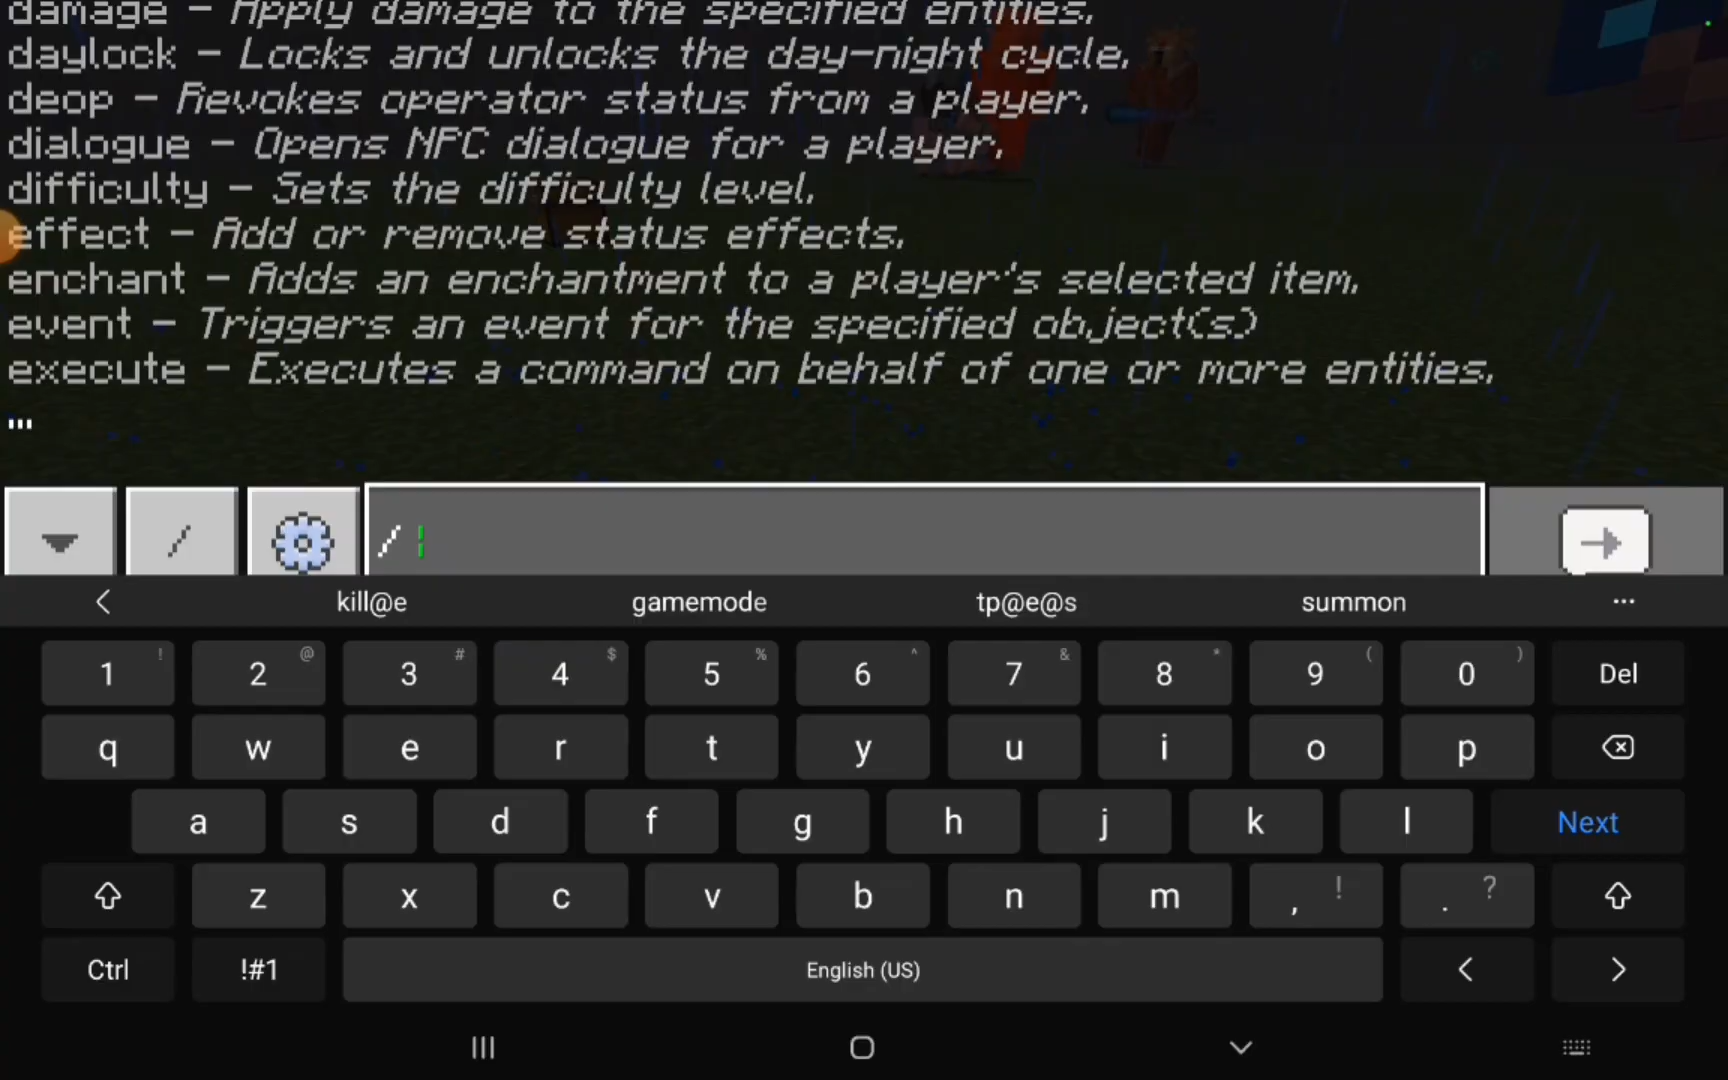 damage - Apply damage to the specified entities.
daylock - Locks and unlocks the day-night cycle.
deop - Revokes operator status from a player.
dialogue - Opens NPC dialogue for a player.
difficulty - Sets the difficulty level.
effect - Add or remove status effects.
enchant - Adds an enchantment to a player's selected item.
event - Triggers an event for the specified object(s)
execute - Executes a command on behalf of one or more entities.
...
/ /
kill@e gamemode tp@e@s summon ...
1 ! 2 @ 3 # 4 $ 5 % 6 ^ 7 & 8 * 9 ( 0 ) Del
q w e r t y u i o p
a s d f g h j k l Next
z x c v b n m , ! . ?
Ctrl !#1 English (US) < >